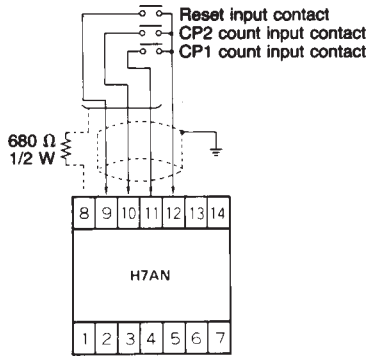 Reset input contact
CP2 count input contact
CP1 count input contact
680 Ω
1/2 W
8 9 10 11 12 13 14
H7AN
1 2 3 4 5 6 7